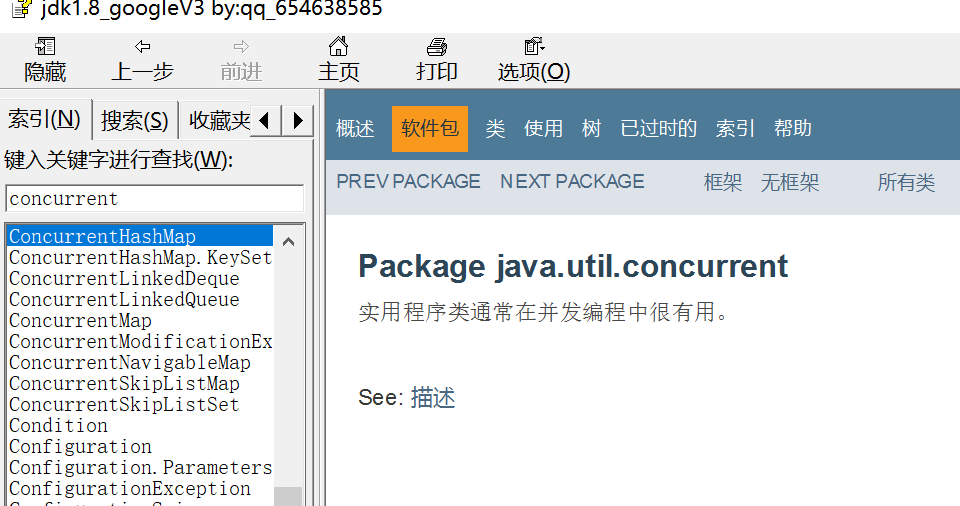 jdk1.8_googleV3 by:qq_654638585
隐藏 上一步 前进 主页 打印 选项(O)
索引(N) 搜索(S) 收藏夹
键入关键字进行查找(W):
concurrent
ConcurrentHashMap
ConcurrentHashMap.KeySet
ConcurrentLinkedDeque
ConcurrentLinkedQueue
ConcurrentMap
ConcurrentModificationEx
ConcurrentNavigableMap
ConcurrentSkipListMap
ConcurrentSkipListSet
Condition
Configuration
Configuration.Parameters
ConfigurationException
概述 软件包 类 使用 树 已过时的 索引 帮助
PREV PACKAGE NEXT PACKAGE 框架 无框架 所有类
Package java.util.concurrent
实用程序类通常在并发编程中很有用。
See: 描述